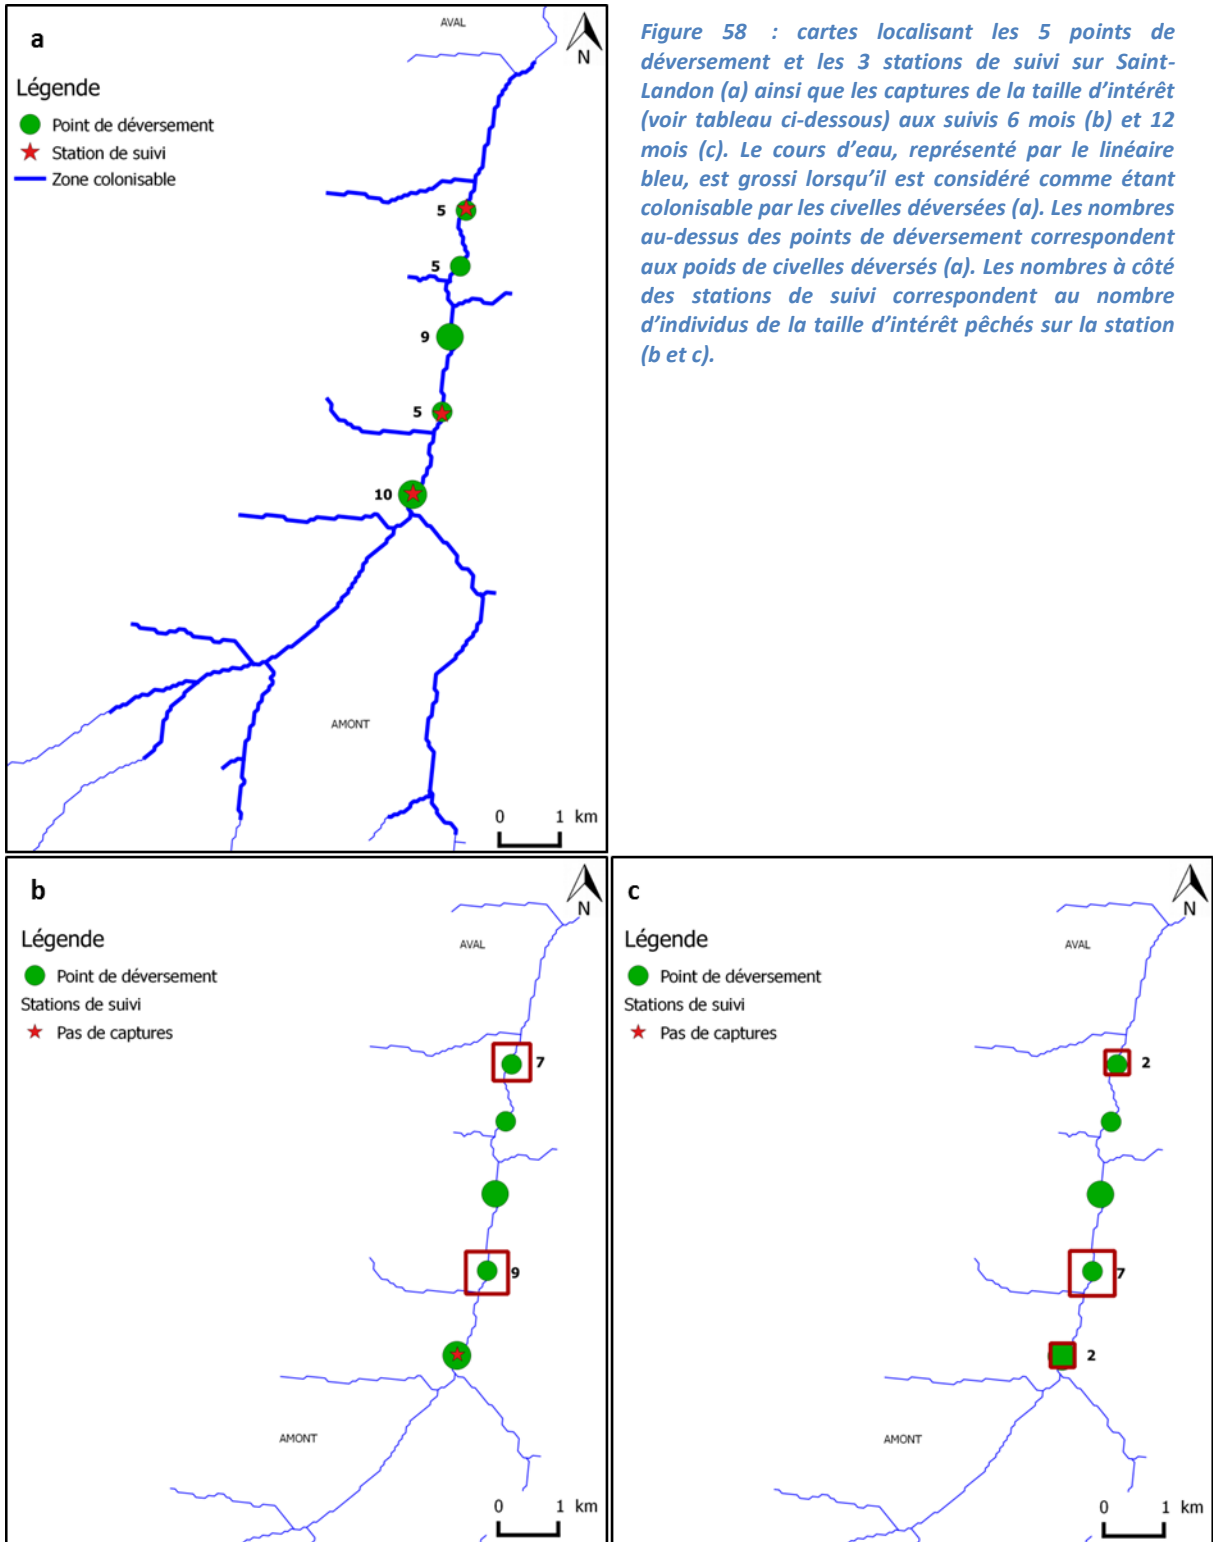 a
AVAL
N
Légende
Point de déversement
Station de suivi
Zone colonisable
5
5
9
5
10
AMONT
0 1 km
Figure 58 : cartes localisant les 5 points de
déversement et les 3 stations de suivi sur Saint-
Landon (a) ainsi que les captures de la taille d’intérêt
(voir tableau ci-dessous) aux suivis 6 mois (b) et 12
mois (c). Le cours d’eau, représenté par le linéaire
bleu, est grossi lorsqu’il est considéré comme étant
colonisable par les civelles déversées (a). Les nombres
au-dessus des points de déversement correspondent
aux poids de civelles déversés (a). Les nombres à côté
des stations de suivi correspondent au nombre
d’individus de la taille d’intérêt pêchés sur la station
(b et c).
b
N
AVAL
Légende
Point de déversement
Stations de suivi
Pas de captures
7
9
AMONT
0 1 km
c
N
AVAL
Légende
Point de déversement
Stations de suivi
Pas de captures
2
7
2
AMONT
0 1 km